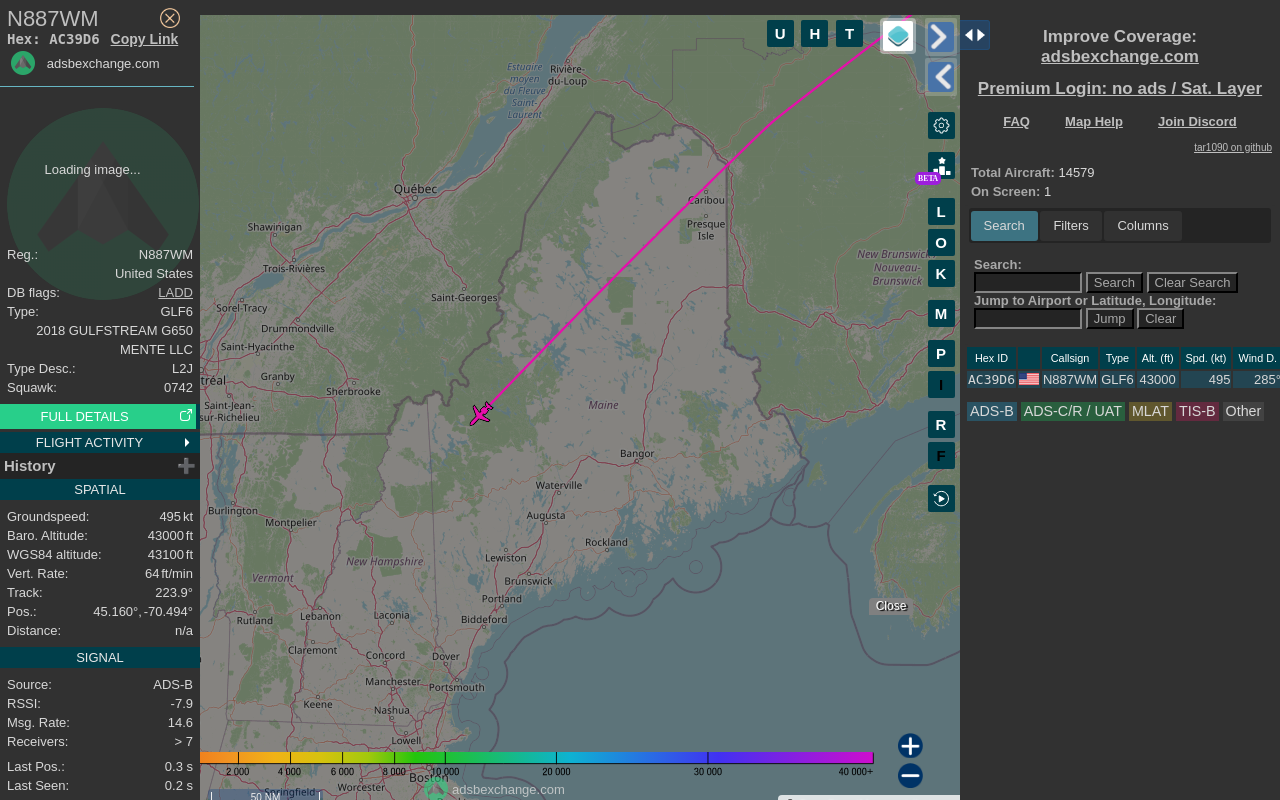 N887WM
Hex: AC39D6 Copy Link
adsbexchange.com
Loading image...
Reg.: N887WM
United States
DB flags: LADD
Type: GLF6
2018 GULFSTREAM G650
MENTE LLC
Type Desc.: L2J
Squawk: 0742
FULL DETAILS
FLIGHT ACTIVITY
History
SPATIAL
Groundspeed: 495 kt
Baro. Altitude: 43000 ft
WGS84 altitude: 43100 ft
Vert. Rate: 64 ft/min
Track: 223.9°
Pos.: 45.160°, -70.494°
Distance: n/a
SIGNAL
Source: ADS-B
RSSI: -7.9
Msg. Rate: 14.6
Receivers: > 7
Last Pos.: 0.3 s
Last Seen: 0.2 s
U H T
Estuaire
moyen
du Fleuve
Saint-
Laurent
Rivière-
du-Loup
Québec
Shawinigan
Trois-Rivières
Sorel-Tracy
Saint-Georges
Drummondville
Saint-Hyacinthe
Granby
Sherbrooke
tréal
Saint-Jean-
sur-Richelieu
Caribou
Presque
Isle
New Brunswick
Nouveau-
Brunswick
Maine
Bangor
Waterville
Augusta
Rockland
Lewiston
Brunswick
Portland
Biddeford
Burlington
Montpelier
New Hampshire
Vermont
Rutland
Lebanon
Laconia
Claremont
Concord
Dover
Manchester
Portsmouth
Keene
Nashua
Lowell
Boston
Worcester
Springfield
BETA
L
O
K
M
P
I
R
F
Close
2 000 4 000 6 000 8 000 10 000 20 000 30 000 40 000+
adsbexchange.com
50 NM
Improve Coverage:
adsbexchange.com
Premium Login: no ads / Sat. Layer
FAQ Map Help Join Discord
tar1090 on github
Total Aircraft: 14579
On Screen: 1
Search Filters Columns
Search:
Search Clear Search
Jump to Airport or Latitude, Longitude:
Jump Clear
Hex ID Callsign Type Alt. (ft) Spd. (kt) Wind D.
AC39D6 N887WM GLF6 43000 495 285°
ADS-B ADS-C/R / UAT MLAT TIS-B Other